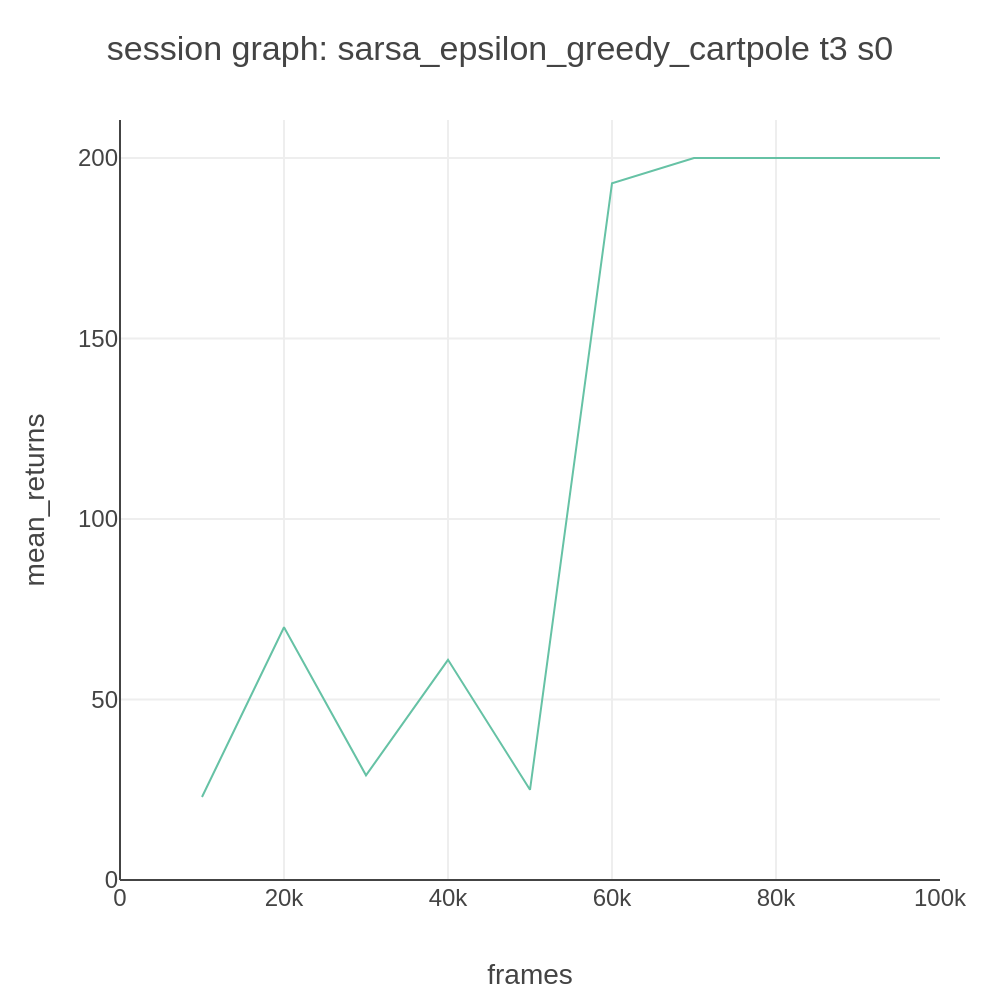 session graph: sarsa_epsilon_greedy_cartpole t3 s0
200
150
100
50
0
mean_returns
0 20k 40k 60k 80k 100k
frames